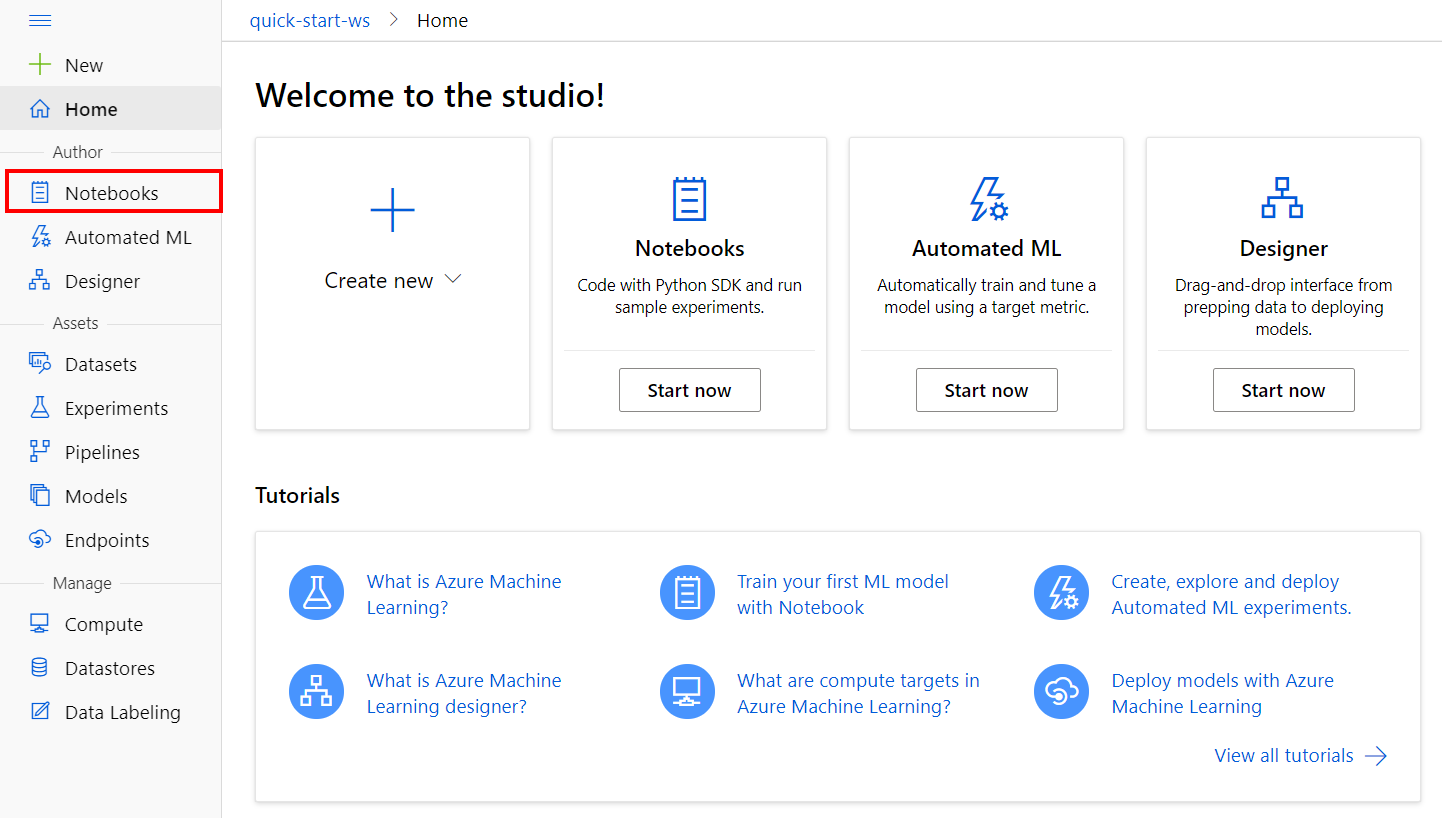 quick-start-ws > Home
New
Home
Author
Notebooks
Automated ML
Designer
Assets
Datasets
Experiments
Pipelines
Models
Endpoints
Manage
Compute
Datastores
Data Labeling
Welcome to the studio!
Create new
Notebooks
Code with Python SDK and run
sample experiments.
Start now
Automated ML
Automatically train and tune a
model using a target metric.
Start now
Designer
Drag-and-drop interface from
prepping data to deploying
models.
Start now
Tutorials
What is Azure Machine
Learning?
Train your first ML model
with Notebook
Create, explore and deploy
Automated ML experiments.
What is Azure Machine
Learning designer?
What are compute targets in
Azure Machine Learning?
Deploy models with Azure
Machine Learning
View all tutorials